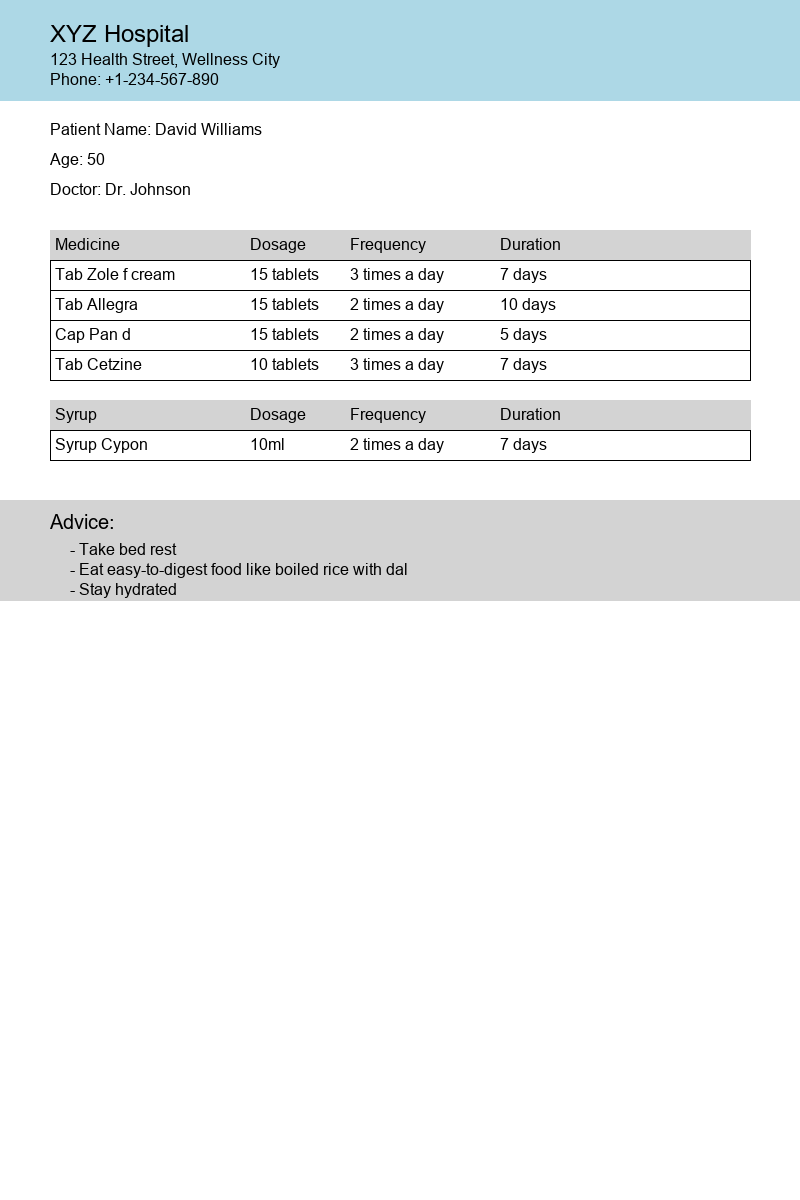 XYZ Hospital
123 Health Street, Wellness City
Phone: +1-234-567-890
Patient Name: David Williams
Age: 50
Doctor: Dr. Johnson
Medicine Dosage Frequency Duration
Tab Zole f cream 15 tablets 3 times a day 7 days
Tab Allegra 15 tablets 2 times a day 10 days
Cap Pan d 15 tablets 2 times a day 5 days
Tab Cetzine 10 tablets 3 times a day 7 days
Syrup Dosage Frequency Duration
Syrup Cypon 10ml 2 times a day 7 days
Advice:
- Take bed rest
- Eat easy-to-digest food like boiled rice with dal
- Stay hydrated